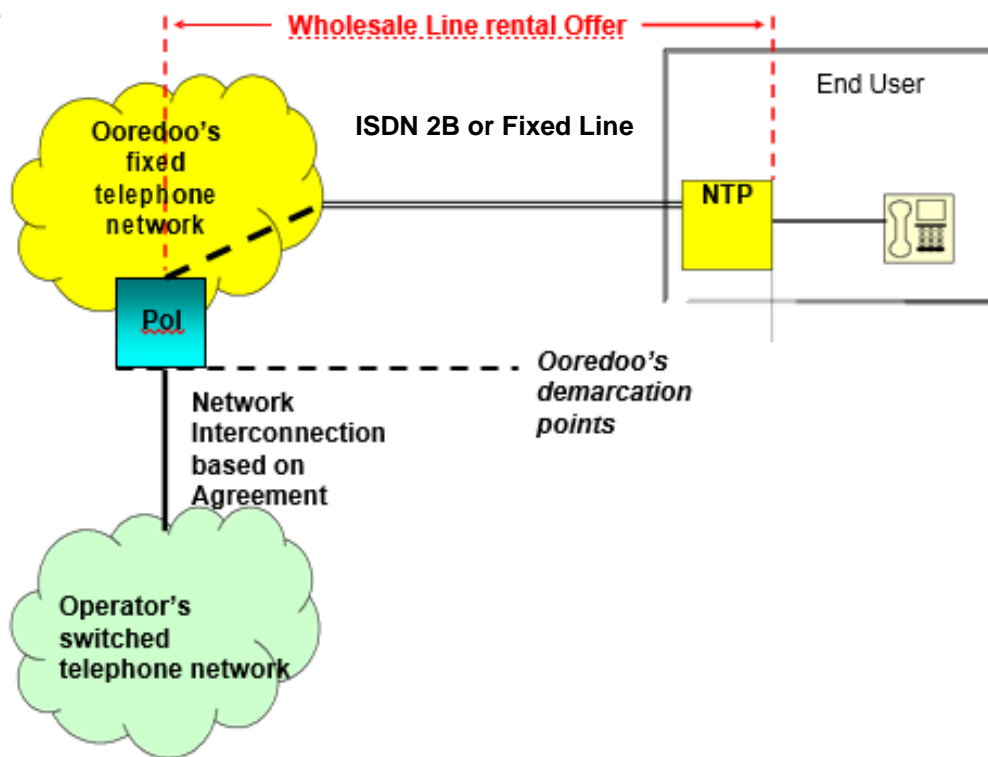 Wholesale Line rental Offer
End User
Ooredoo's
fixed
telephone
network
ISDN 2B or Fixed Line
NTP
PoI
Ooredoo's
demarcation
points
Network
Interconnection
based on
Agreement
Operator's
switched
telephone network